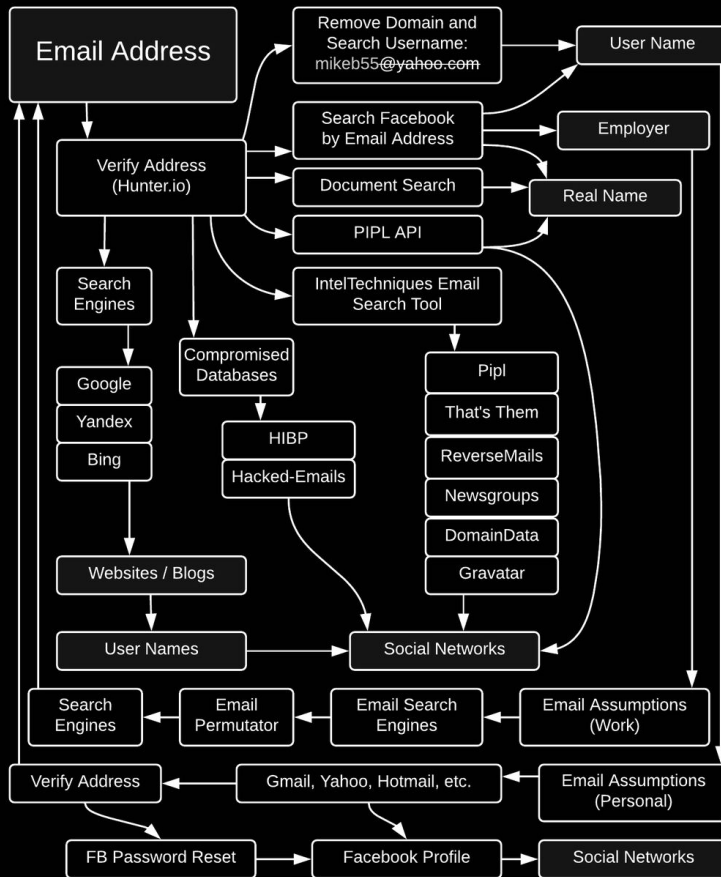 Email Address
Remove Domain and
Search Username:
mikeb55@yahoo.com
User Name
Verify Address
(Hunter.io)
Search Facebook
by Email Address
Employer
Document Search
Real Name
PIPL API
Search
Engines
IntelTechniques Email
Search Tool
Compromised
Databases
Google
Yandex
Bing
HIBP
Hacked-Emails
Pipl
That's Them
ReverseMails
Newsgroups
DomainData
Gravatar
Websites / Blogs
User Names
Social Networks
Search
Engines
Email
Permutator
Email Search
Engines
Email Assumptions
(Work)
Verify Address
Gmail, Yahoo, Hotmail, etc.
Email Assumptions
(Personal)
FB Password Reset
Facebook Profile
Social Networks